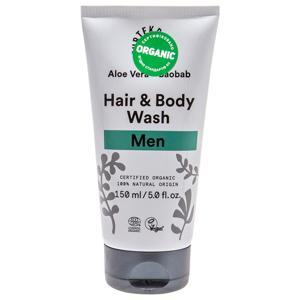 ORGANIC
Aloe Vera Baobab
Hair & Body
Wash
Men
CERTIFIED ORGANIC
100% NATURAL ORIGIN
150 ml / 5.0 fl.oz.